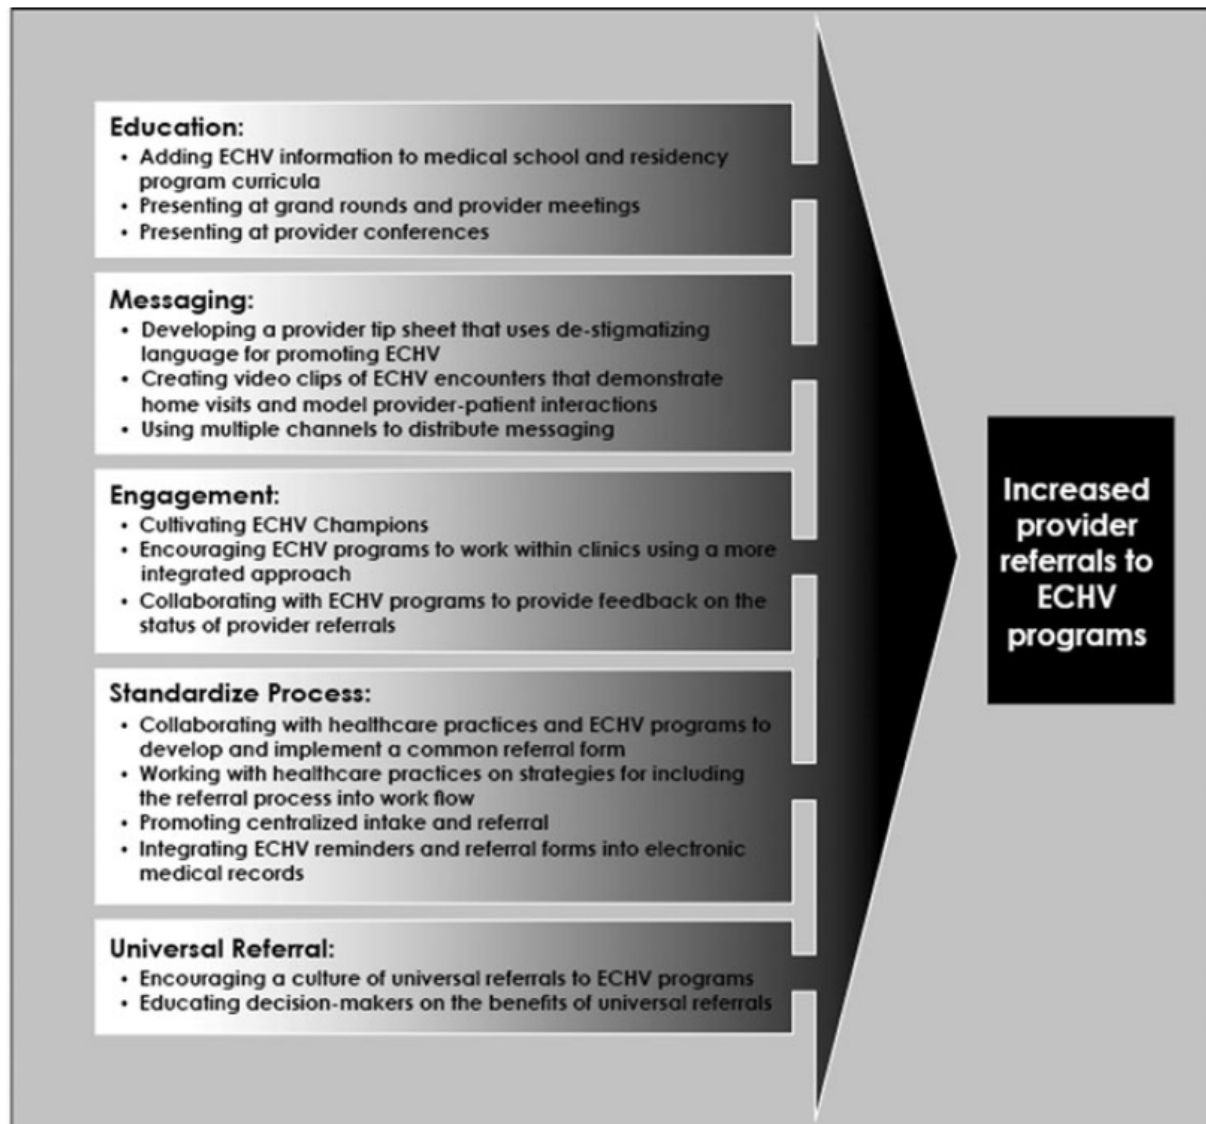 Education:
• Adding ECHV information to medical school and residency
program curricula
• Presenting at grand rounds and provider meetings
• Presenting at provider conferences
Messaging:
• Developing a provider tip sheet that uses de-stigmatizing
language for promoting ECHV
• Creating video clips of ECHV encounters that demonstrate
home visits and model provider-patient interactions
• Using multiple channels to distribute messaging
Engagement:
• Cultivating ECHV Champions
• Encouraging ECHV programs to work within clinics using a more
integrated approach
• Collaborating with ECHV programs to provide feedback on the
status of provider referrals
Standardize Process:
• Collaborating with healthcare practices and ECHV programs to
develop and implement a common referral form
• Working with healthcare practices on strategies for including
the referral process into work flow
• Promoting centralized intake and referral
• Integrating ECHV reminders and referral forms into electronic
medical records
Universal Referral:
• Encouraging a culture of universal referrals to ECHV programs
• Educating decision-makers on the benefits of universal referrals
Increased
provider
referrals to
ECHV
programs